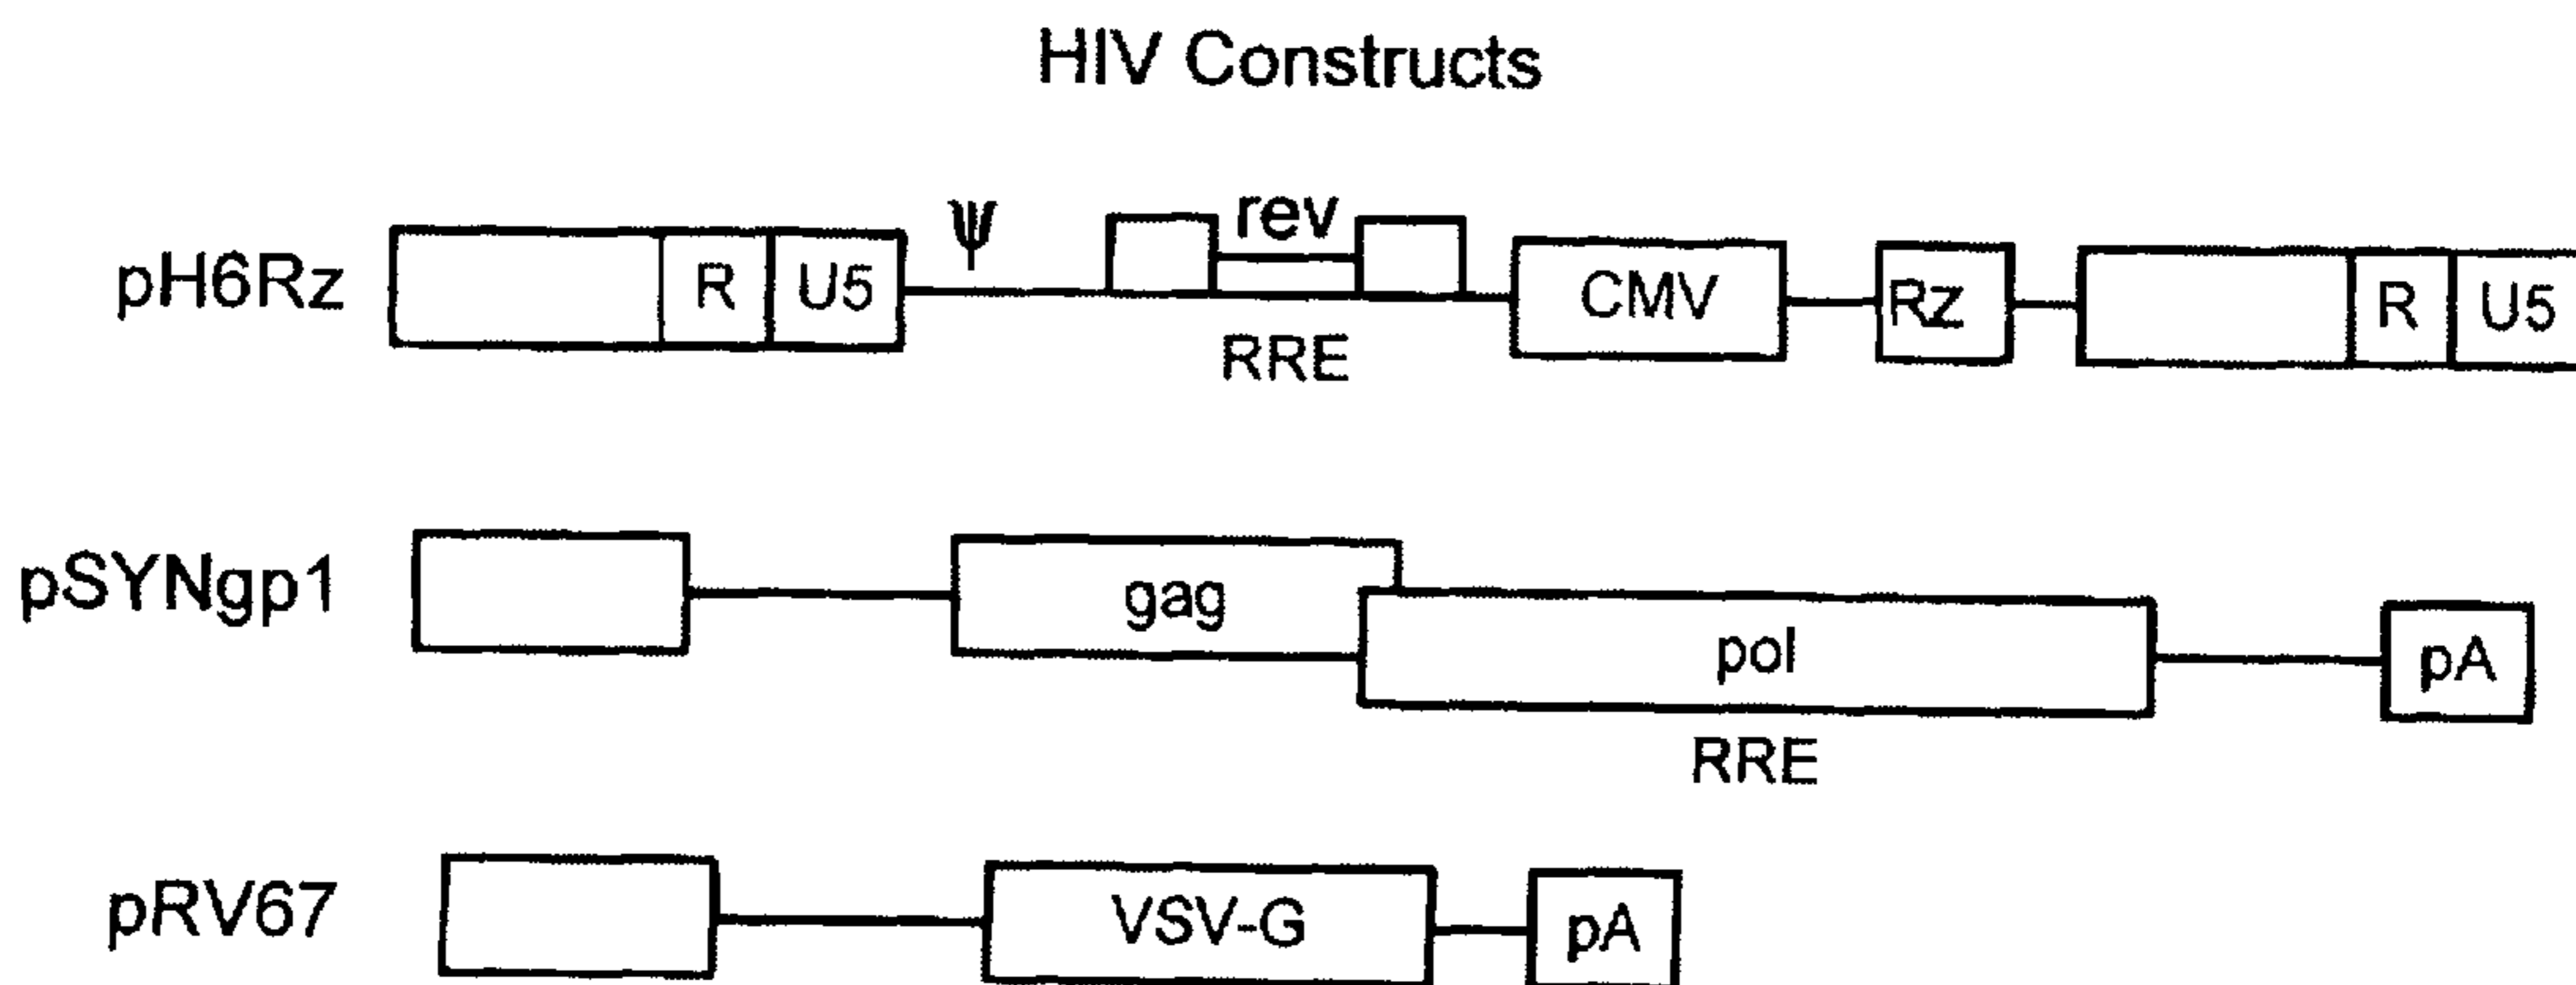 HIV Constructs
ψ rev
pH6Rz R U5 CMV Rz R U5
RRE
pSYNgp1 gag pol pA
RRE
pRV67 VSV-G pA